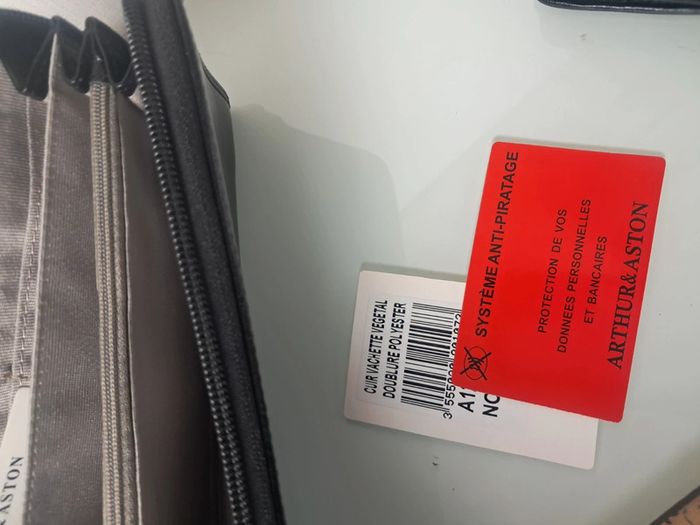 SYSTÈME ANTI-PIRATAGE
PROTECTION DE VOS
DONNEES PERSONNELLES
ET BANCAIRES
ARTHUR&ASTON
CUIR VACHETTE VEGETAL
DOUBLURE POLYESTER
A1
NO
ASTON